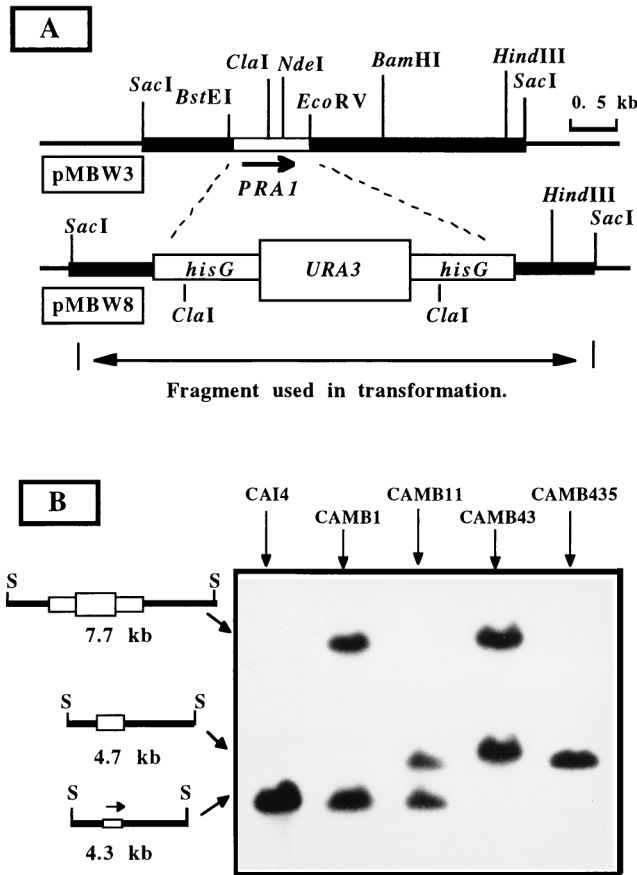 A
SacI
BstEI
ClaI
NdeI
EcoRV
BamHI
HindIII
SacI
0. 5 kb
pMBW3
PRA1
SacI
hisG
URA3
hisG
HindIII
SacI
pMBW8
ClaI
ClaI
Fragment used in transformation.
B
CAI4
CAMB1
CAMB11
CAMB43
CAMB435
S
S
7.7 kb
S
S
4.7 kb
S
S
4.3 kb